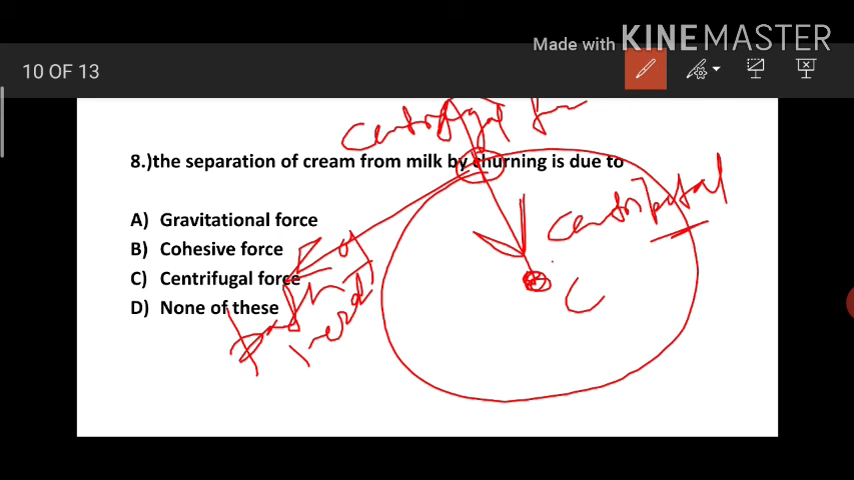 Made with KINEMASTER
10 OF 13
Centrifugal
8.)the separation of cream from milk by churning is due to
Centripetal
A) Gravitational force
B) Cohesive force
C) Centrifugal force
D) None of these
C